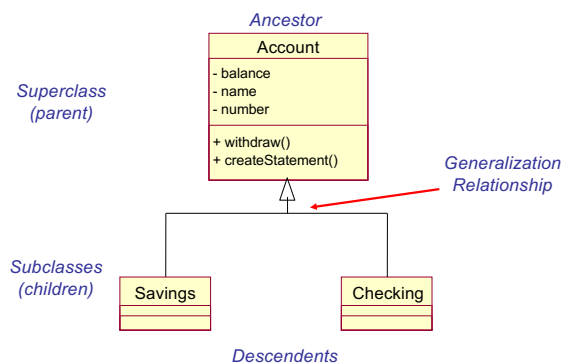 Ancestor
Account
- balance
- name
- number
+ withdraw()
+ createStatement()
Superclass
(parent)
Generalization
Relationship
Subclasses
(children)
Savings
Checking
Descendents